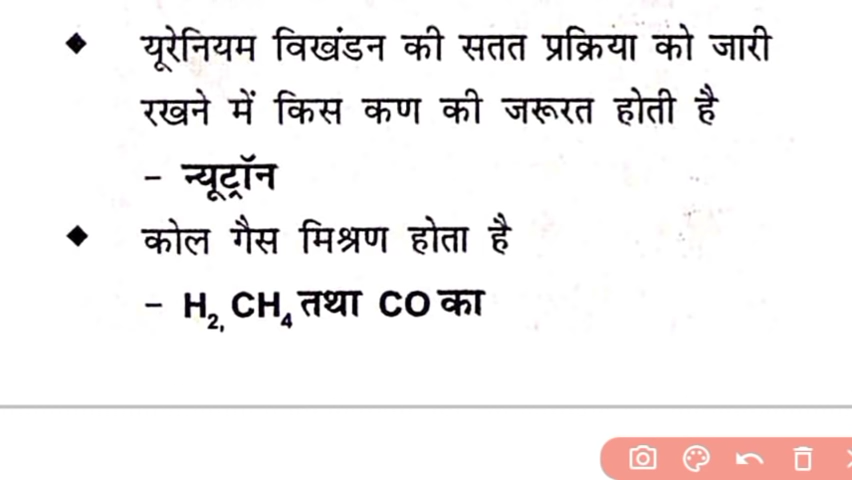 ◆ यूरेनियम विखंडन की सतत प्रक्रिया को जारी
रखने में किस कण की जरूरत होती है
– न्यूट्रॉन
◆ कोल गैस मिश्रण होता है
– H₂, CH₄ तथा CO का